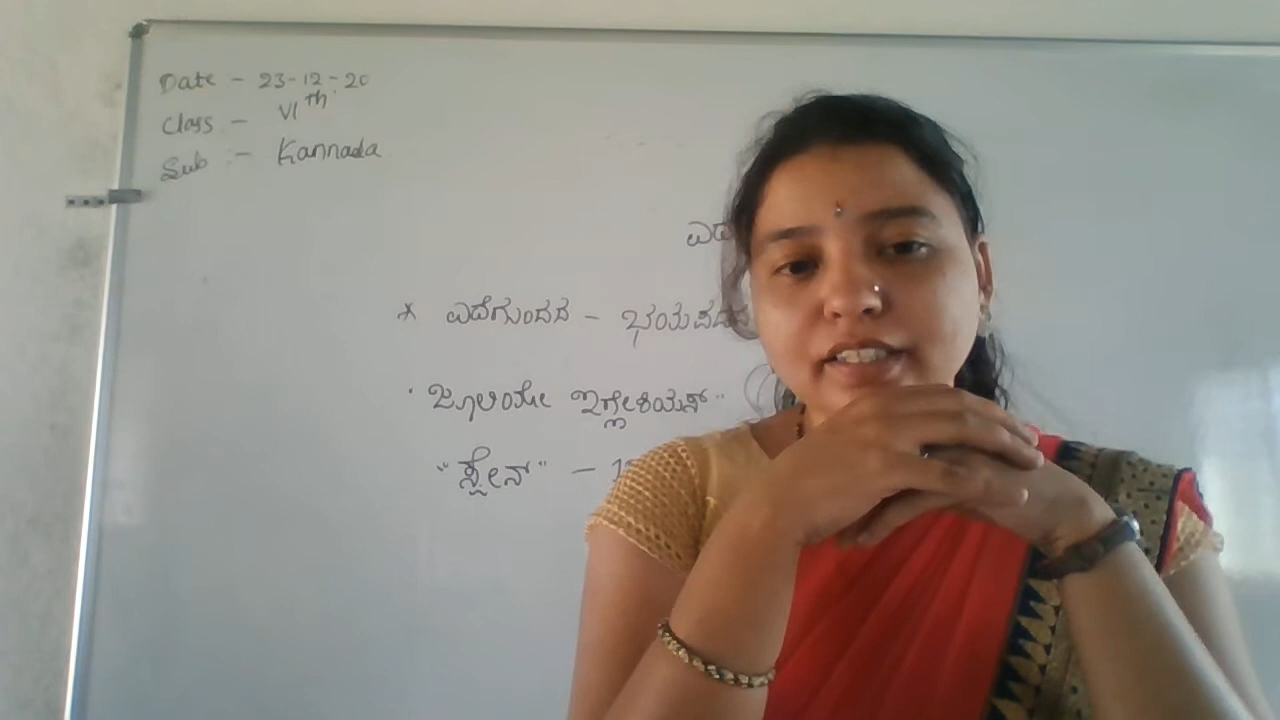 Date - 23-12-20
Class - VIth
Sub :- Kannada
* ಎದೆಗುಂದದ -
" ಜೂಲಿಯೋ ಇಗ್ಲೇಶಿಯಸ್ "
" ಸ್ಪೇನ್ " -